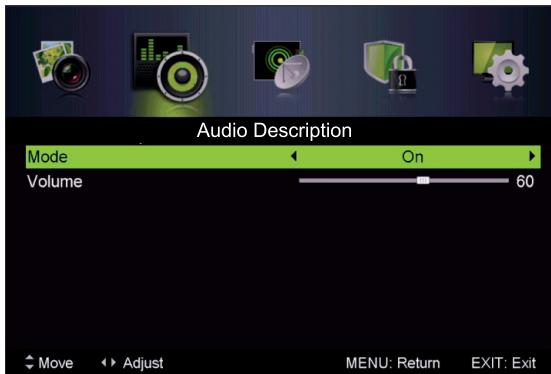 Audio Description
Mode On
Volume 60
Move Adjust MENU: Return EXIT: Exit